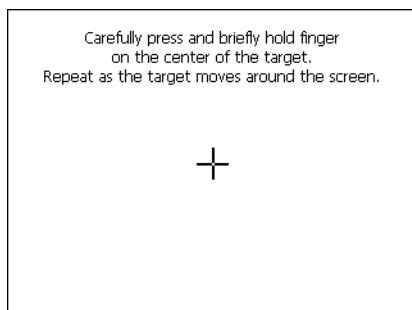 Carefully press and briefly hold finger
on the center of the target.
Repeat as the target moves around the screen.